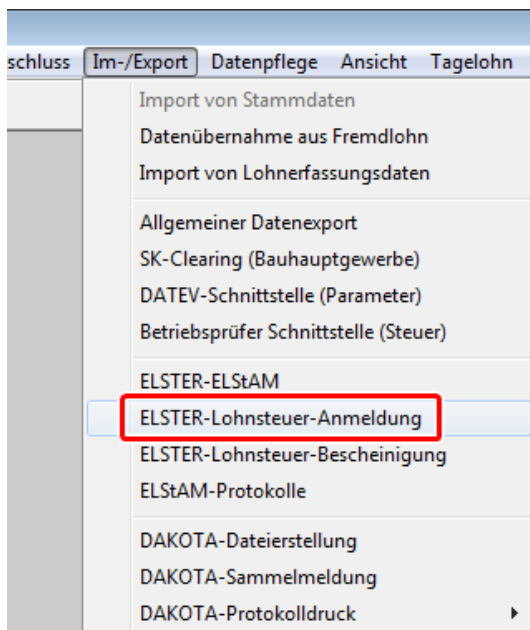 schluss Im-/Export Datenpflege Ansicht Tagelohn
Import von Stammdaten
Datenübernahme aus Fremdlohn
Import von Lohnerfassungsdaten
Allgemeiner Datenexport
SK-Clearing (Bauhauptgewerbe)
DATEV-Schnittstelle (Parameter)
Betriebsprüfer Schnittstelle (Steuer)
ELSTER-ELStAM
ELSTER-Lohnsteuer-Anmeldung
ELSTER-Lohnsteuer-Bescheinigung
ELStAM-Protokolle
DAKOTA-Dateierstellung
DAKOTA-Sammelmeldung
DAKOTA-Protokolldruck